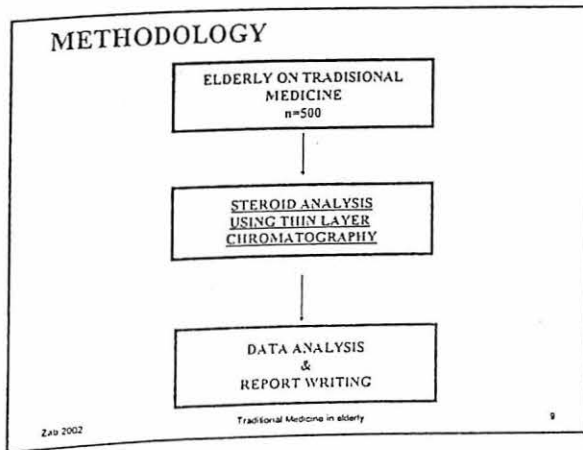 METHODOLOGY
ELDERLY ON TRADISIONAL
MEDICINE
n=500
STEROID ANALYSIS
USING THIN LAYER
CHROMATOGRAPHY
DATA ANALYSIS
&
REPORT WRITING
Zab 2002
Traditional Medicine in elderly
9